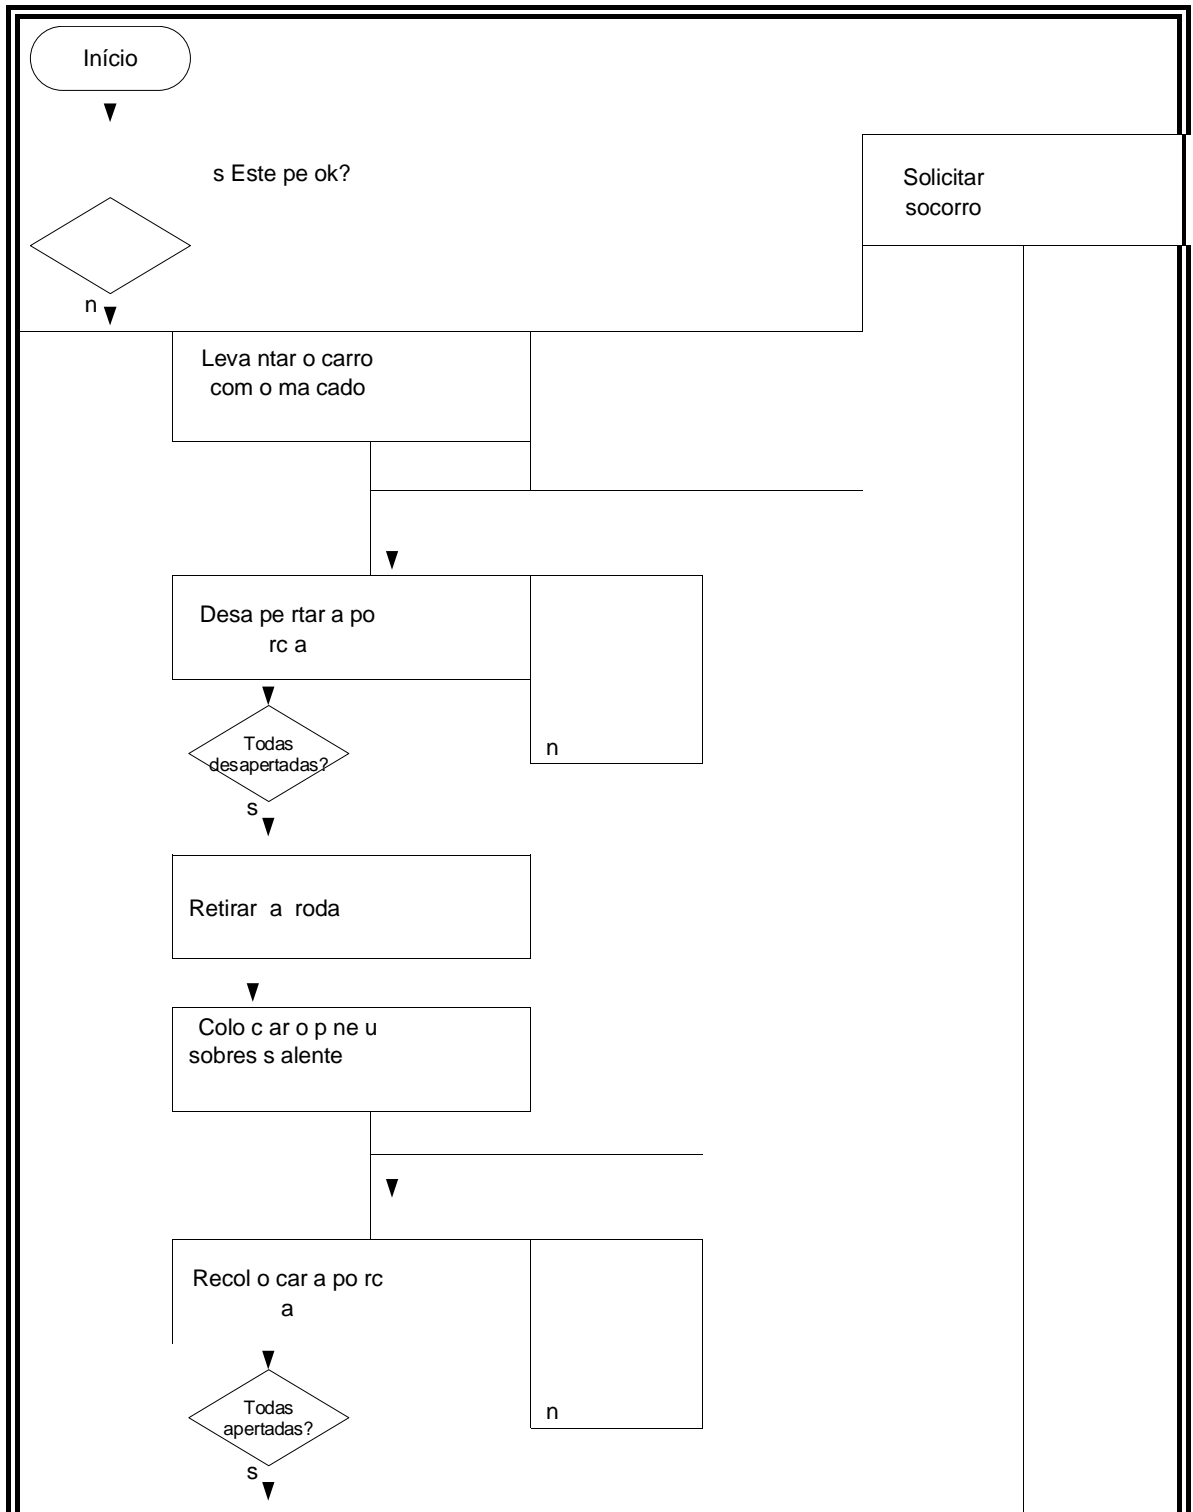 Início
s Este pe ok?
Solicitar
socorro
n
Leva ntar o carro
com o ma cado
Desa pe rtar a po
rc a
Todas
desapertadas?
n
s
Retirar a roda
Colo c ar o p ne u
sobres s alente
Recol o car a po rc
a
Todas
apertadas?
n
s